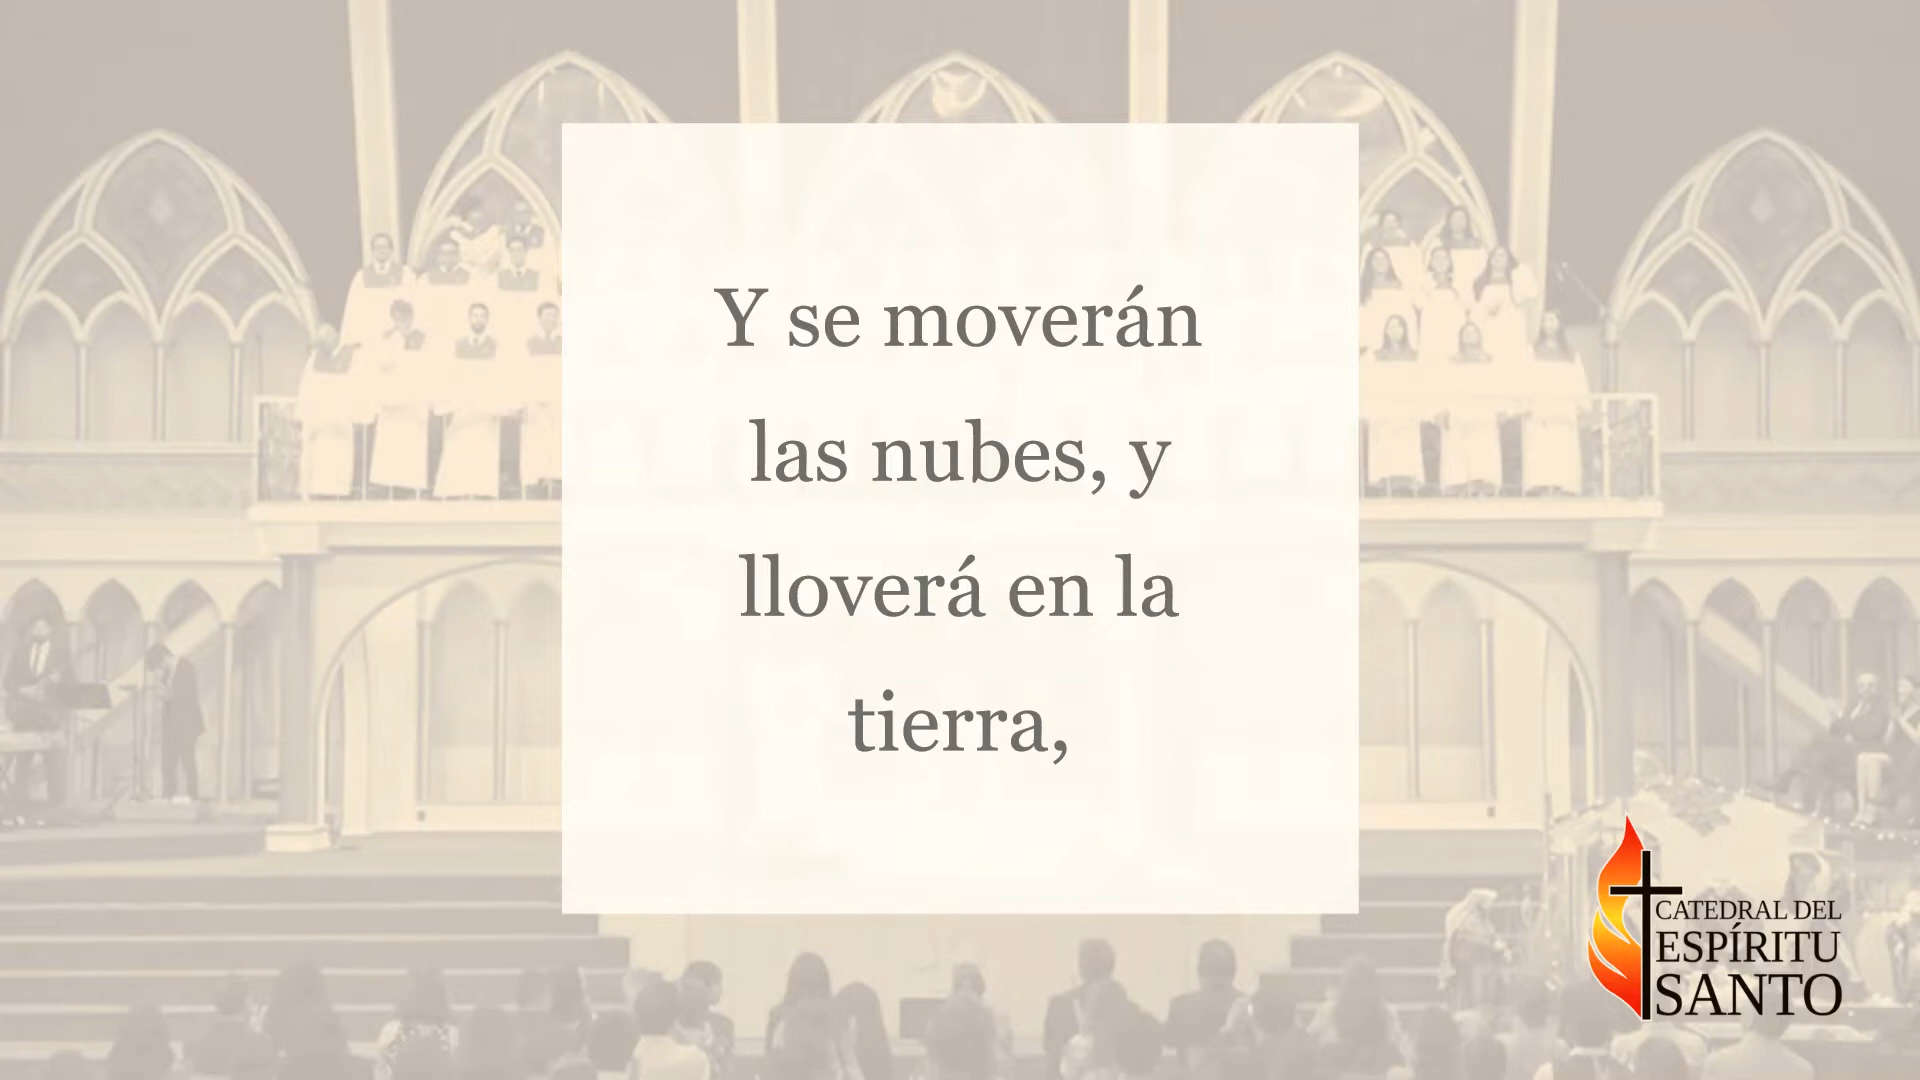 Y se moverán
las nubes, y
lloverá en la
tierra,
CATEDRAL DEL
ESPÍRITU
SANTO